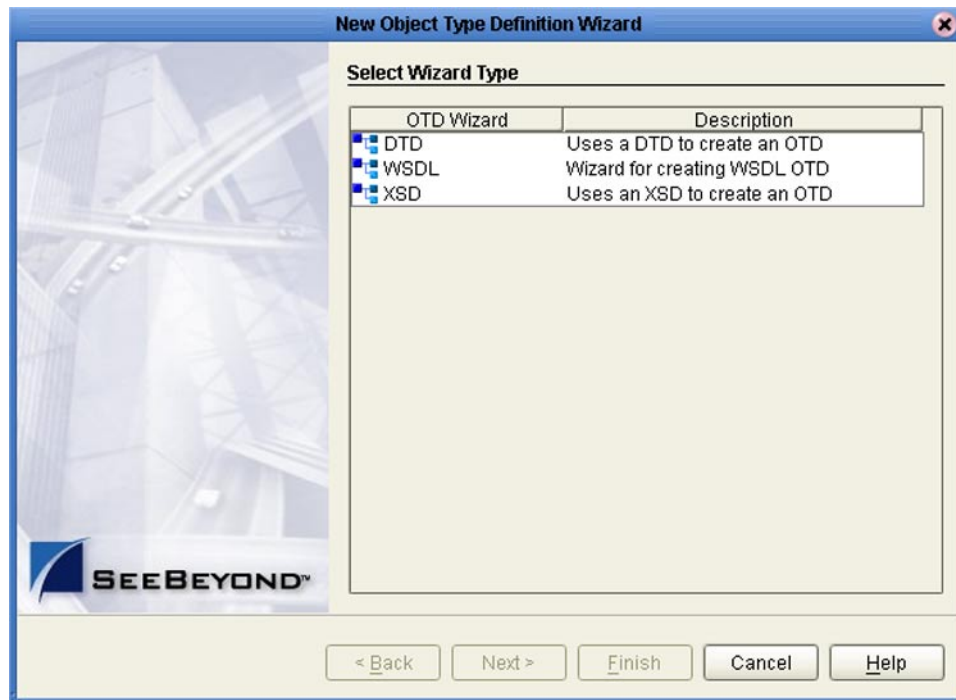 New Object Type Definition Wizard
Select Wizard Type
OTD Wizard Description
DTD Uses a DTD to create an OTD
WSDL Wizard for creating WSDL OTD
XSD Uses an XSD to create an OTD
SEEBEYOND™
< Back Next > Finish Cancel Help